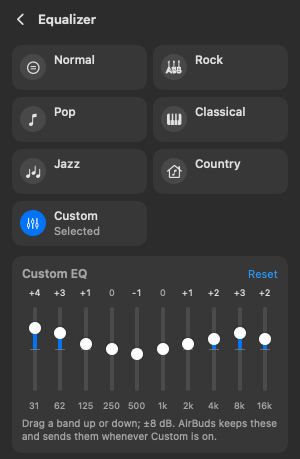 Equalizer
Normal
Rock
Pop
Classical
Jazz
Country
Custom
Selected
Custom EQ
Reset
+4 +3 +1 0 -1 0 +1 +2 +3 +2
31 62 125 250 500 1k 2k 4k 8k 16k
Drag a band up or down; ±8 dB. AirBuds keeps these
and sends them whenever Custom is on.